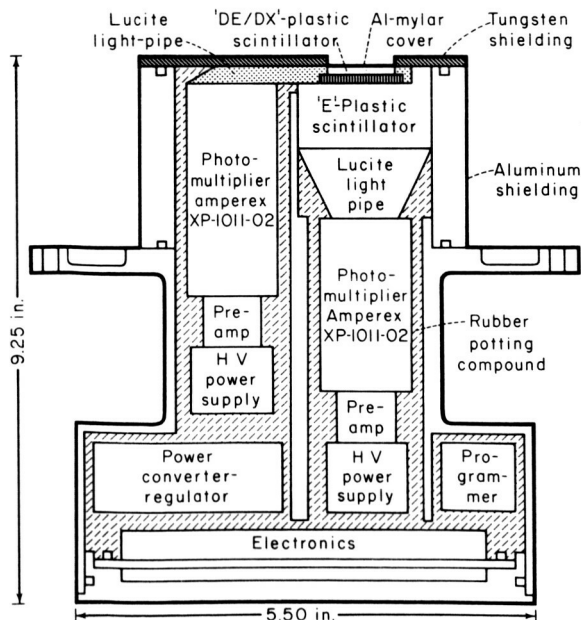 Lucite
light-pipe
'DE/DX'-plastic
scintillator
Al-mylar
cover
Tungsten
shielding
'E'-Plastic
scintillator
Photo-
multiplier
amperex
XP-1011-02
Lucite
light
pipe
Aluminum
shielding
9.25 in.
Photo-
multiplier
Amperex
XP-1011-02
Pre-
amp
Rubber
potting
compound
H V
power
supply
Pre-
amp
Power
converter-
regulator
H V
power
supply
Pro-
gram-
mer
Electronics
5.50 in.